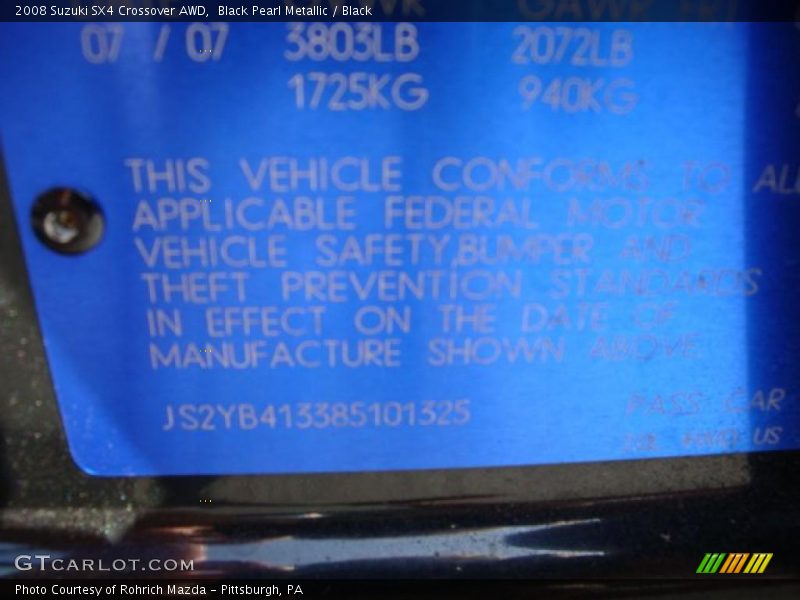 2008 Suzuki SX4 Crossover AWD,  Black Pearl Metallic / Black
07 / 07 3803LB 2072LB
1725KG 940KG
THIS VEHICLE CONFORMS TO ALL
APPLICABLE FEDERAL MOTOR
VEHICLE SAFETY,BUMPER AND
THEFT PREVENTION STANDARDS
IN EFFECT ON THE DATE OF
MANUFACTURE SHOWN ABOVE
JS2YB413385101325
PASS CAR
US
GTCARLOT.COM
Photo Courtesy of Rohrich Mazda - Pittsburgh, PA